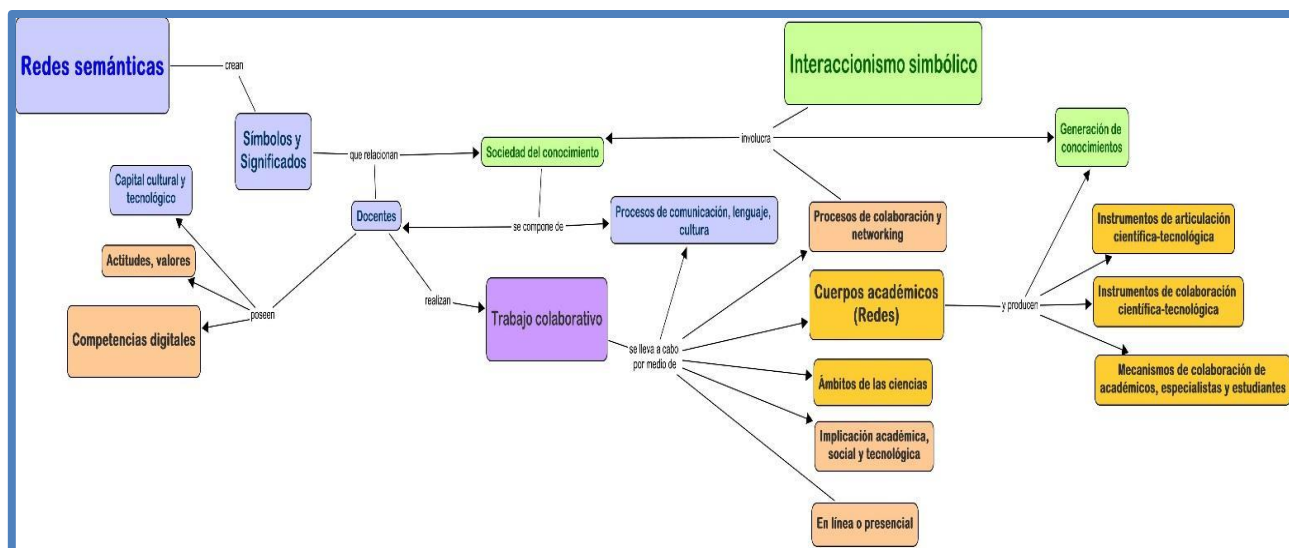 Redes semánticas
crean
Interaccionismo simbólico
Símbolos y
Significados
que relacionan
Sociedad del conocimiento
involucra
Generación de
conocimientos
Capital cultural y
tecnológico
Docentes
se compone de
Procesos de comunicación, lenguaje,
cultura
Procesos de colaboración y
networking
Instrumentos de articulación
científica-tecnológica
Actitudes, valores
poseen
Competencias digitales
realizan
Trabajo colaborativo
se lleva a cabo
por medio de
Cuerpos académicos
(Redes)
y producen
Instrumentos de colaboración
científica-tecnológica
Ámbitos de las ciencias
Mecanismos de colaboración de
académicos, especialistas y estudiantes
Implicación académica,
social y tecnológica
En línea o presencial